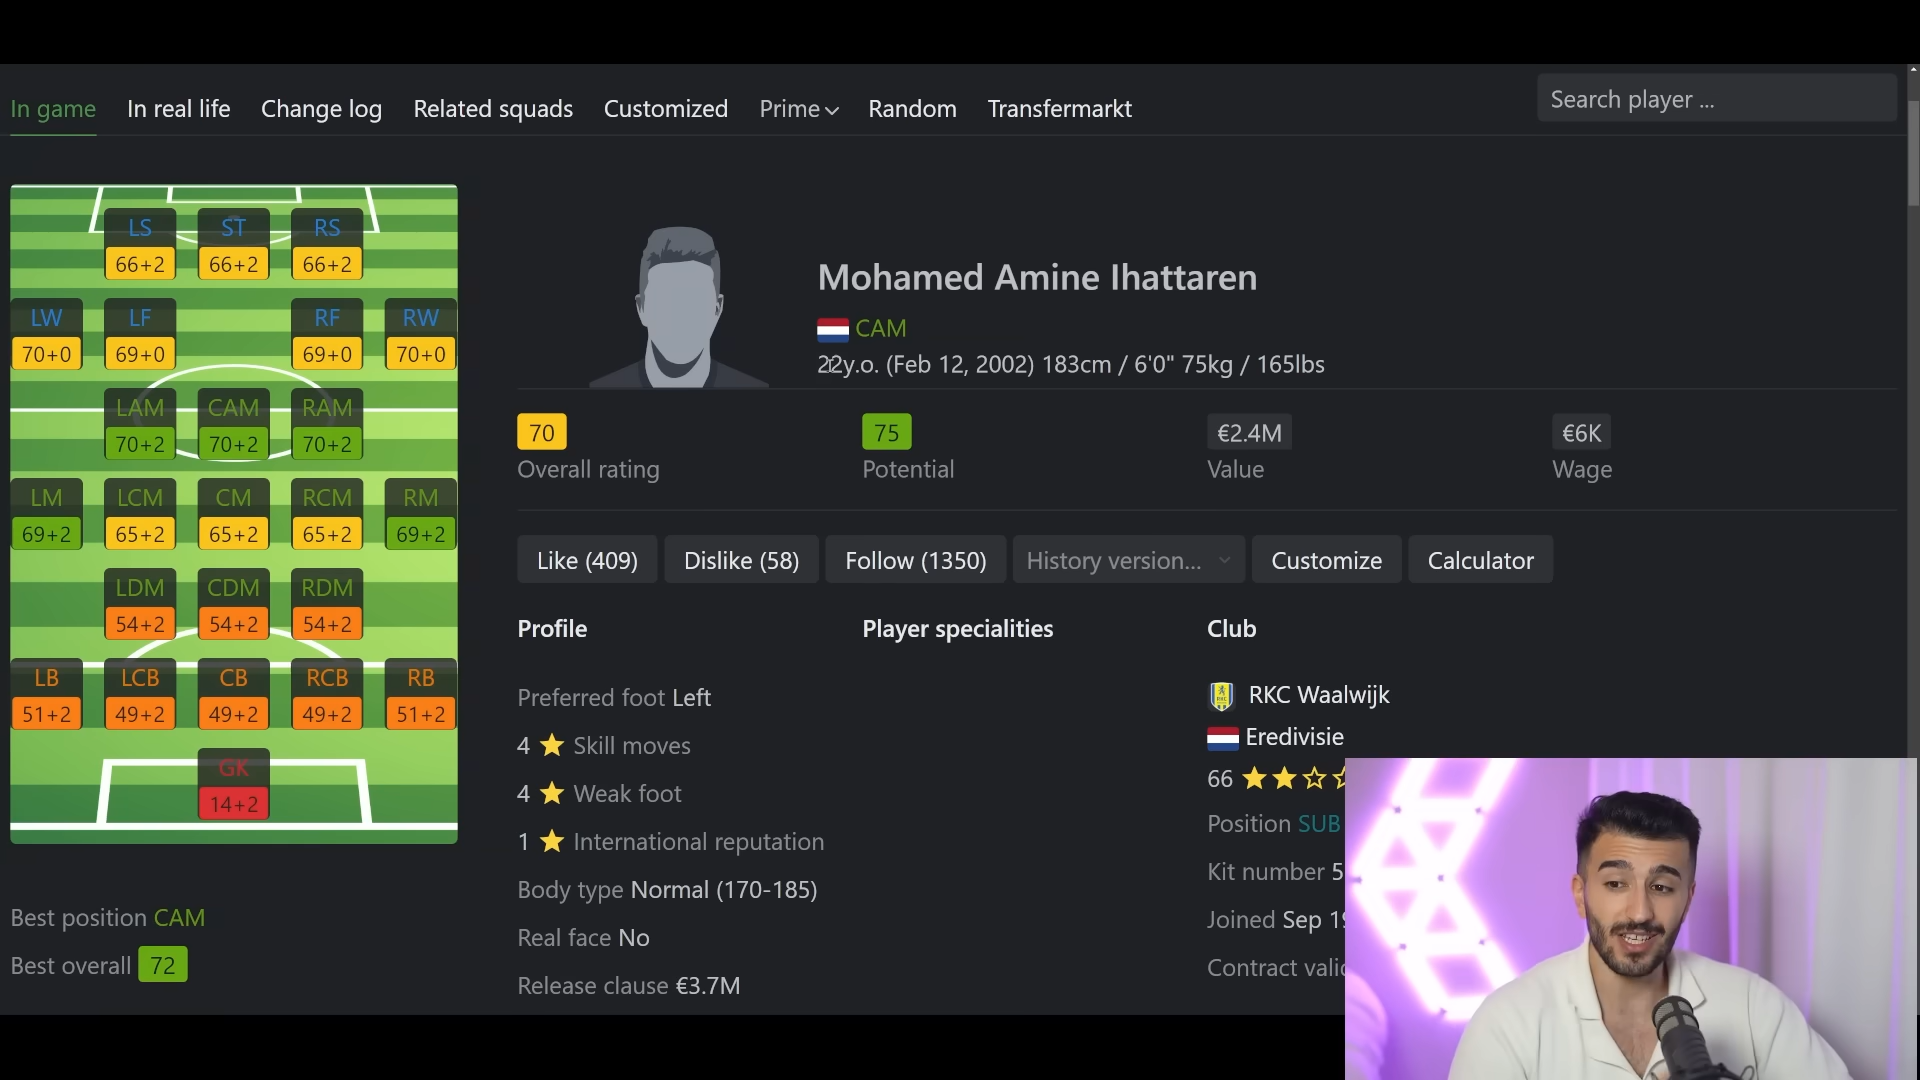 In game In real life Change log Related squads Customized Prime Random Transfermarkt Search player ...
LS ST RS
66+2 66+2 66+2
LW LF RF RW
70+0 69+0 69+0 70+0
LAM CAM RAM
70+2 70+2 70+2
LM LCM CM RCM RM
69+2 65+2 65+2 65+2 69+2
LDM CDM RDM
54+2 54+2 54+2
LB LCB CB RCB RB
51+2 49+2 49+2 49+2 51+2
GK
14+2
Best position CAM
Best overall 72
Mohamed Amine Ihattaren
CAM
22y.o. (Feb 12, 2002) 183cm / 6'0" 75kg / 165lbs
70 75 €2.4M €6K
Overall rating Potential Value Wage
Like (409) Dislike (58) Follow (1350) History version... Customize Calculator
Profile
Preferred foot Left
4 Skill moves
4 Weak foot
1 International reputation
Body type Normal (170-185)
Real face No
Release clause €3.7M
Player specialities
Club
RKC Waalwijk
Eredivisie
66
Position SUB
Kit number 5
Joined Sep
Contract